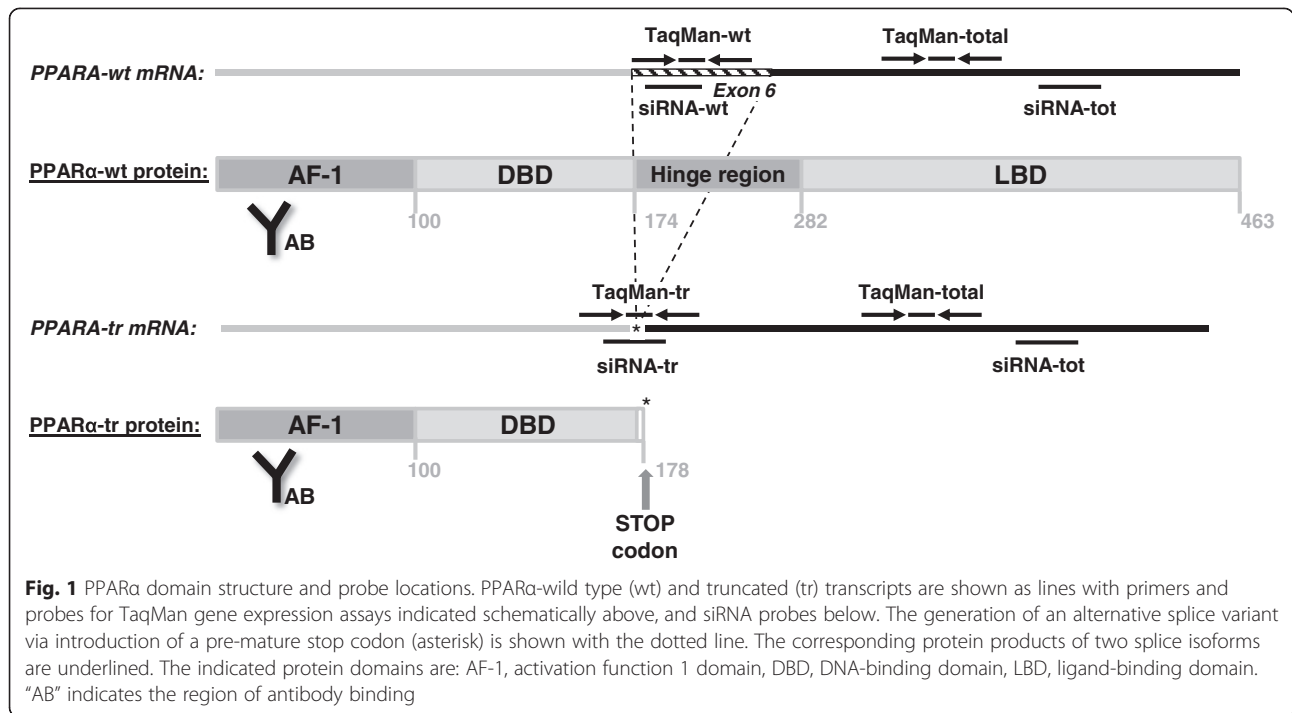 TaqMan-wt TaqMan-total
PPARA-wt mRNA:
Exon 6
siRNA-wt siRNA-tot
PPARα-wt protein: AF-1 DBD Hinge region LBD
100 174 282 463
AB
TaqMan-tr TaqMan-total
PPARA-tr mRNA: *
siRNA-tr siRNA-tot
*
PPARα-tr protein: AF-1 DBD
100 178
AB
STOP
codon
Fig. 1 PPARα domain structure and probe locations. PPARα-wild type (wt) and truncated (tr) transcripts are shown as lines with primers and
probes for TaqMan gene expression assays indicated schematically above, and siRNA probes below. The generation of an alternative splice variant
via introduction of a pre-mature stop codon (asterisk) is shown with the dotted line. The corresponding protein products of two splice isoforms
are underlined. The indicated protein domains are: AF-1, activation function 1 domain, DBD, DNA-binding domain, LBD, ligand-binding domain.
“AB” indicates the region of antibody binding